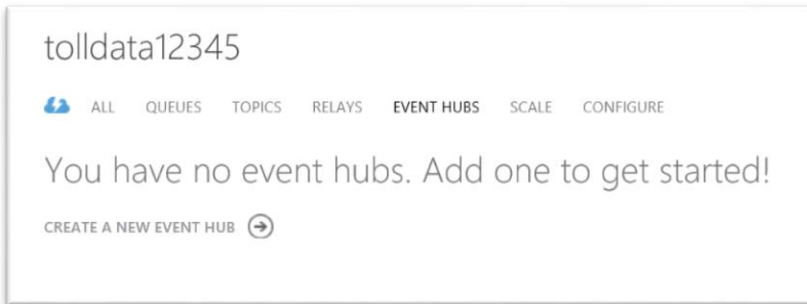 tolldata12345
ALL QUEUES TOPICS RELAYS EVENT HUBS SCALE CONFIGURE
You have no event hubs. Add one to get started!
CREATE A NEW EVENT HUB